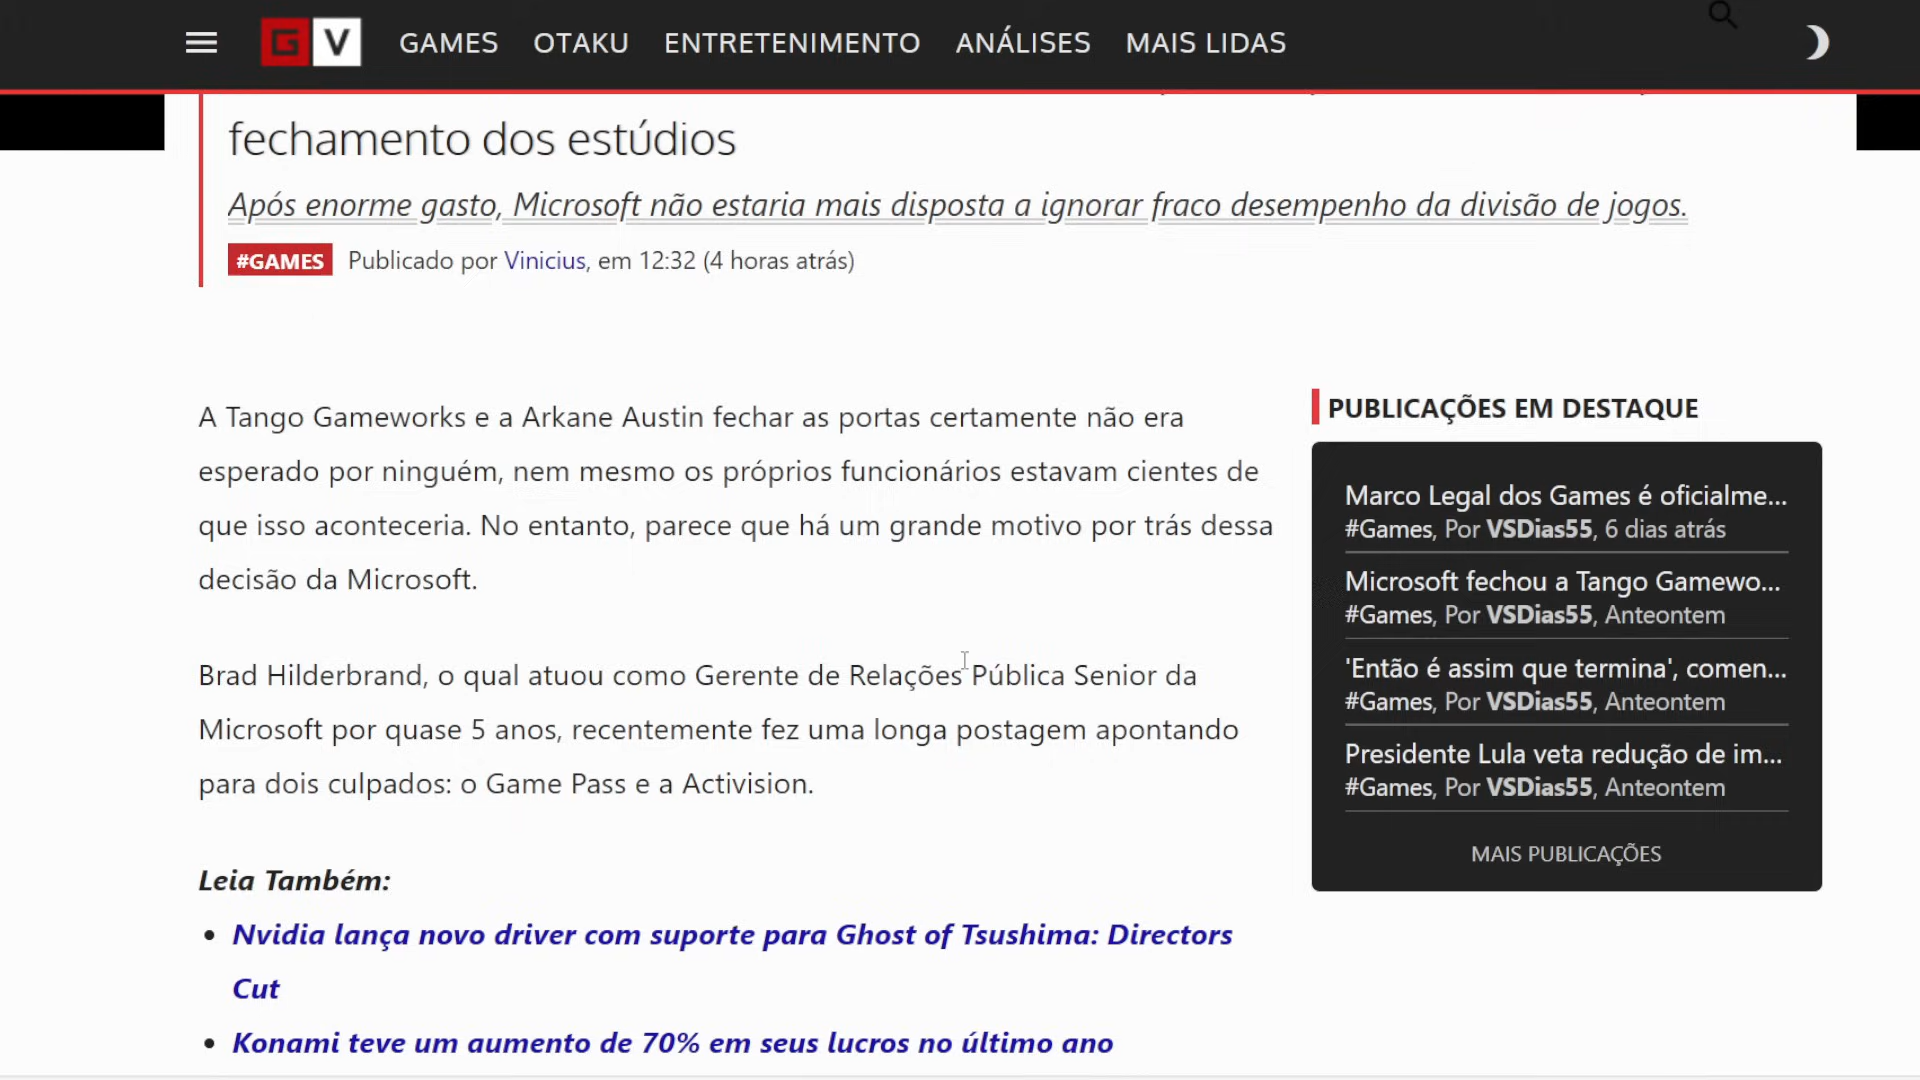 G V GAMES OTAKU ENTRETENIMENTO ANÁLISES MAIS LIDAS
fechamento dos estúdios
Após enorme gasto, Microsoft não estaria mais disposta a ignorar fraco desempenho da divisão de jogos.
#GAMES Publicado por Vinicius, em 12:32 (4 horas atrás)
A Tango Gameworks e a Arkane Austin fechar as portas certamente não era
esperado por ninguém, nem mesmo os próprios funcionários estavam cientes de
que isso aconteceria. No entanto, parece que há um grande motivo por trás dessa
decisão da Microsoft.
Brad Hilderbrand, o qual atuou como Gerente de Relações Pública Senior da
Microsoft por quase 5 anos, recentemente fez uma longa postagem apontando
para dois culpados: o Game Pass e a Activision.
Leia Também:
• Nvidia lança novo driver com suporte para Ghost of Tsushima: Directors
Cut
• Konami teve um aumento de 70% em seus lucros no último ano
PUBLICAÇÕES EM DESTAQUE
Marco Legal dos Games é oficialme...
#Games, Por VSDias55, 6 dias atrás
Microsoft fechou a Tango Gamewo...
#Games, Por VSDias55, Anteontem
'Então é assim que termina', comen...
#Games, Por VSDias55, Anteontem
Presidente Lula veta redução de im...
#Games, Por VSDias55, Anteontem
MAIS PUBLICAÇÕES